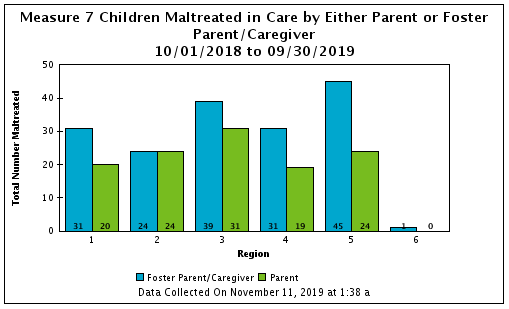 Measure 7 Children Maltreated in Care by Either Parent or Foster
Parent/Caregiver
10/01/2018 to 09/30/2019
Total Number Maltreated
50
40
30
20
10
0
31 20 24 24 39 31 31 19 45 24 1 0
1 2 3 4 5 6
Region
Foster Parent/Caregiver Parent
Data Collected On November 11, 2019 at 1:38 a